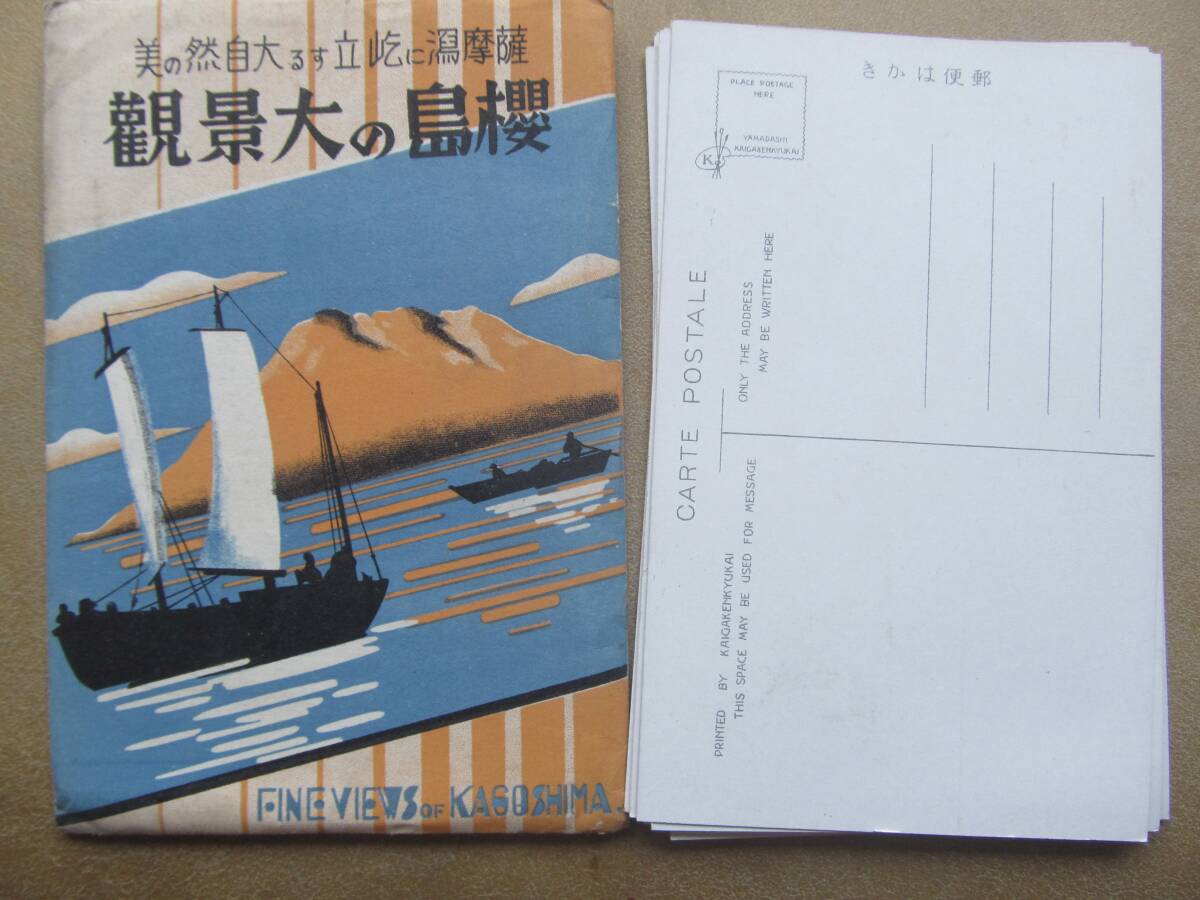 薩摩潟に屹立する大自然の美
櫻島の大景觀
FINE VIEWS OF KAGOSHIMA
郵便はかき
PLACE POSTAGE
HERE
YAMADASHI
KAIGAKENKYUKAI
CARTE POSTALE
ONLY THE ADDRESS
MAY BE WRITTEN HERE
PRINTED BY KAIGAKENKYUKAI
THIS SPACE MAY BE USED FOR MESSAGE